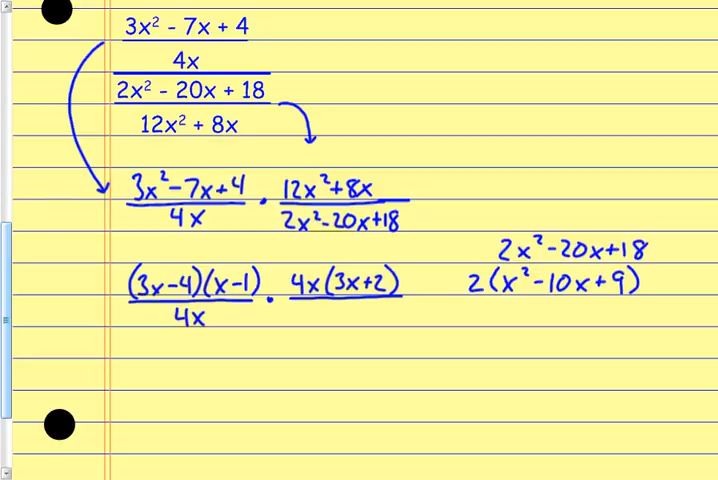 3x² - 7x + 4
4x
2x² - 20x + 18
12x² + 8x
3x²-7x+4 · 12x²+8x
4x 2x²-20x+18
2x²-20x+18
(3x-4)(x-1) · 4x(3x+2) 2(x²-10x+9)
4x